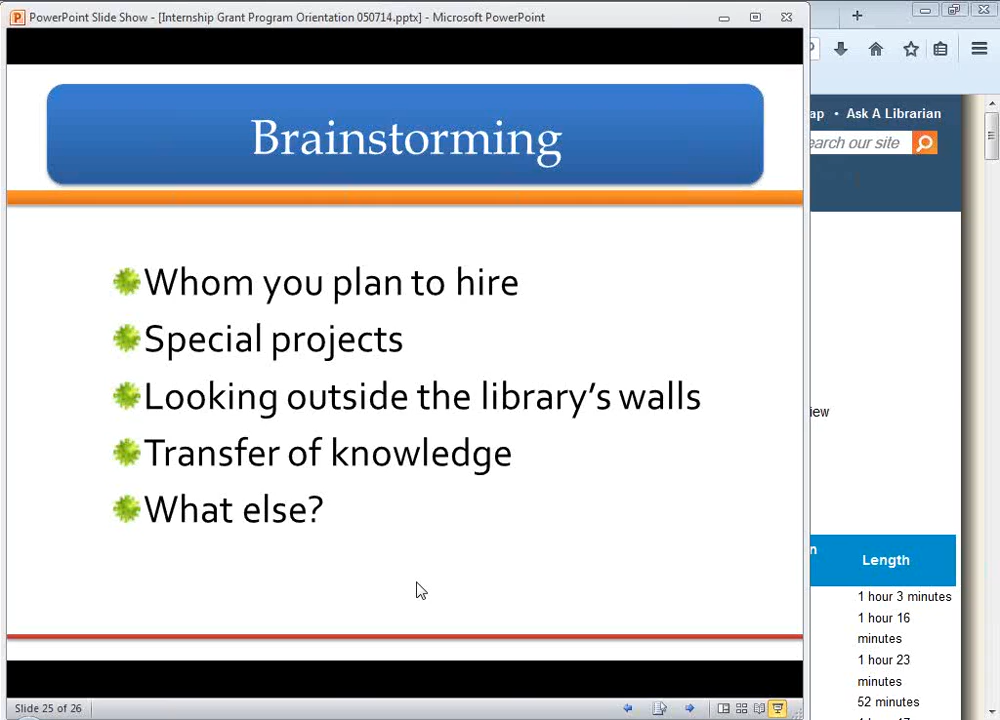 PowerPoint Slide Show - [Internship Grant Program Orientation 050714.pptx] - Microsoft PowerPoint
Brainstorming
Whom you plan to hire
Special projects
Looking outside the library's walls
Transfer of knowledge
What else?
Slide 25 of 26
• Ask A Librarian
our site
Length
1 hour 3 minutes
1 hour 16
minutes
1 hour 23
minutes
52 minutes